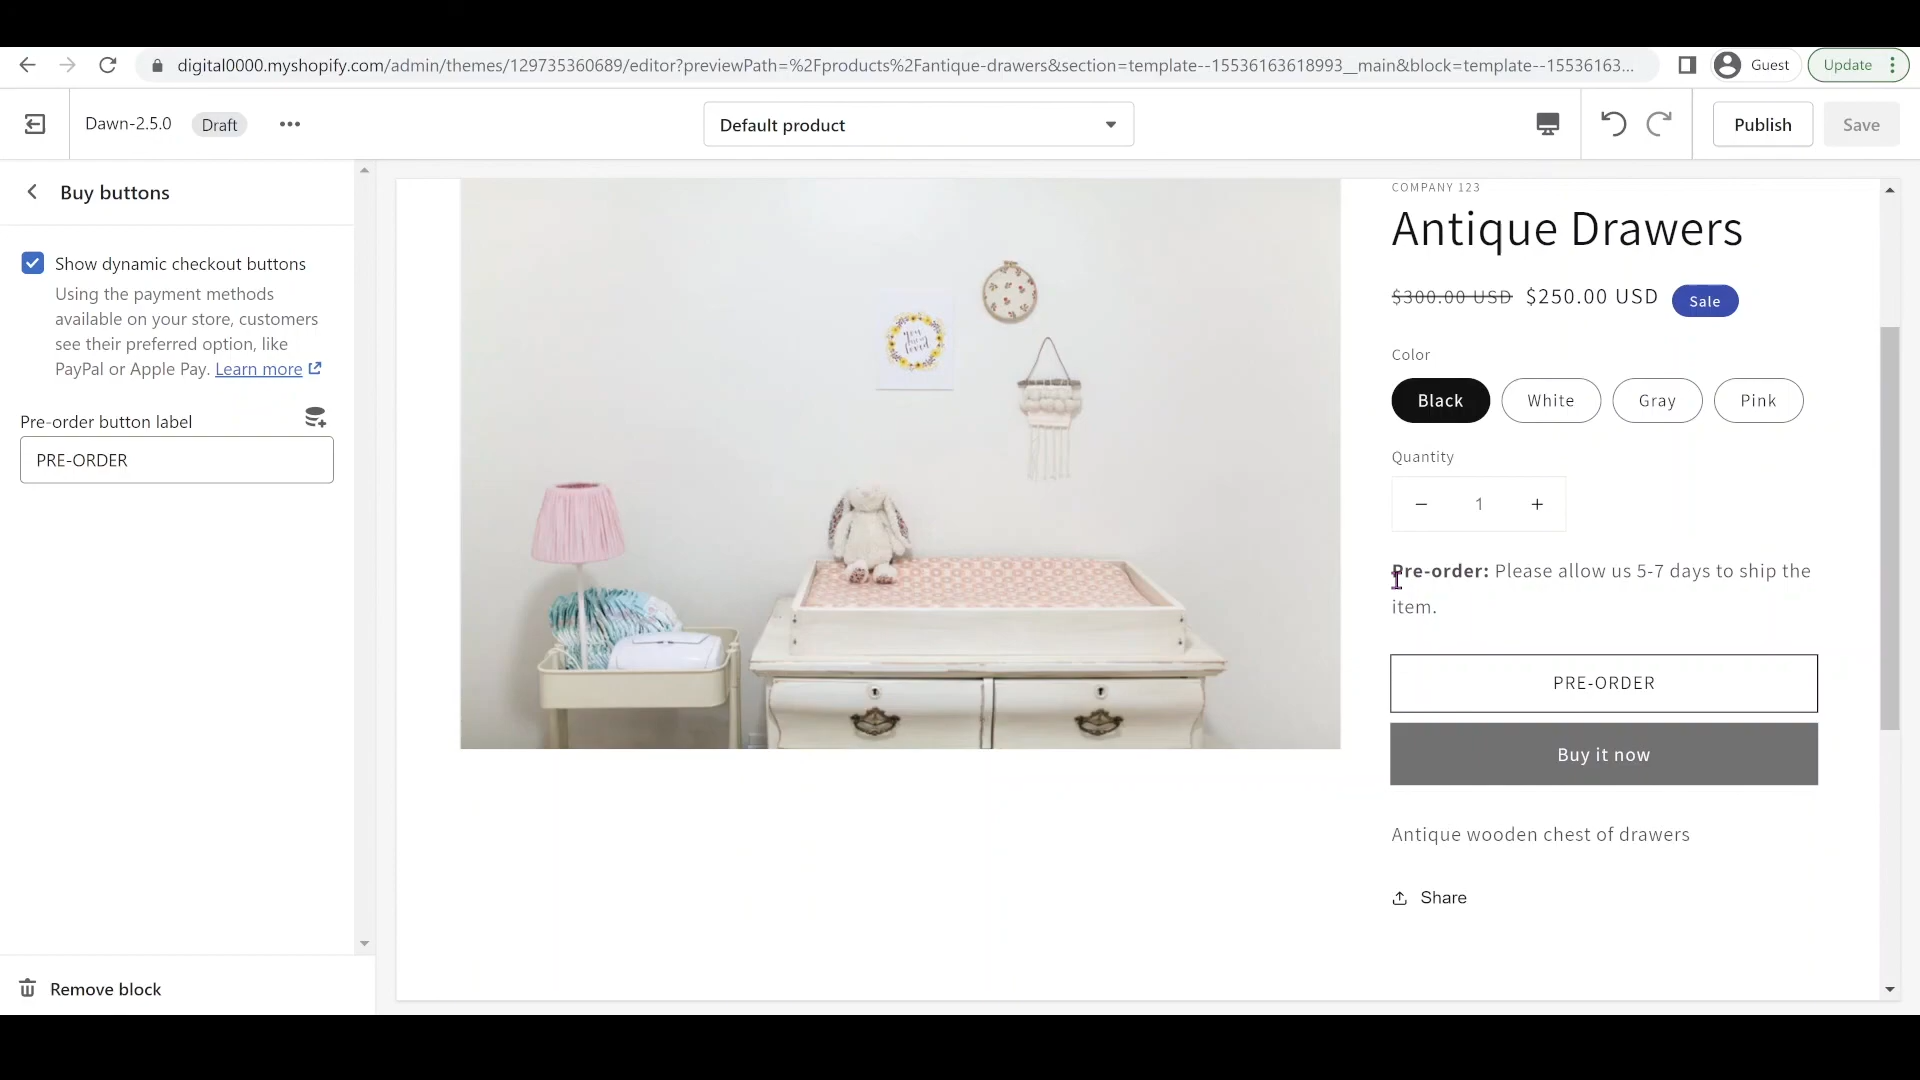 digital0000.myshopify.com/admin/themes/129735360689/editor?previewPath=%2Fproducts%2Fantique-drawers&section=template--15536163618993__main&block=template--15536163...
Guest
Update
Dawn-2.5.0
Draft
Default product
Publish
Save
Buy buttons
Show dynamic checkout buttons
Using the payment methods
available on your store, customers
see their preferred option, like
PayPal or Apple Pay. Learn more
Pre-order button label
PRE-ORDER
Remove block
you are
loved
COMPANY 123
Antique Drawers
$300.00 USD $250.00 USD Sale
Color
Black White Gray Pink
Quantity
1
Pre-order: Please allow us 5-7 days to ship the
item.
PRE-ORDER
Buy it now
Antique wooden chest of drawers
Share